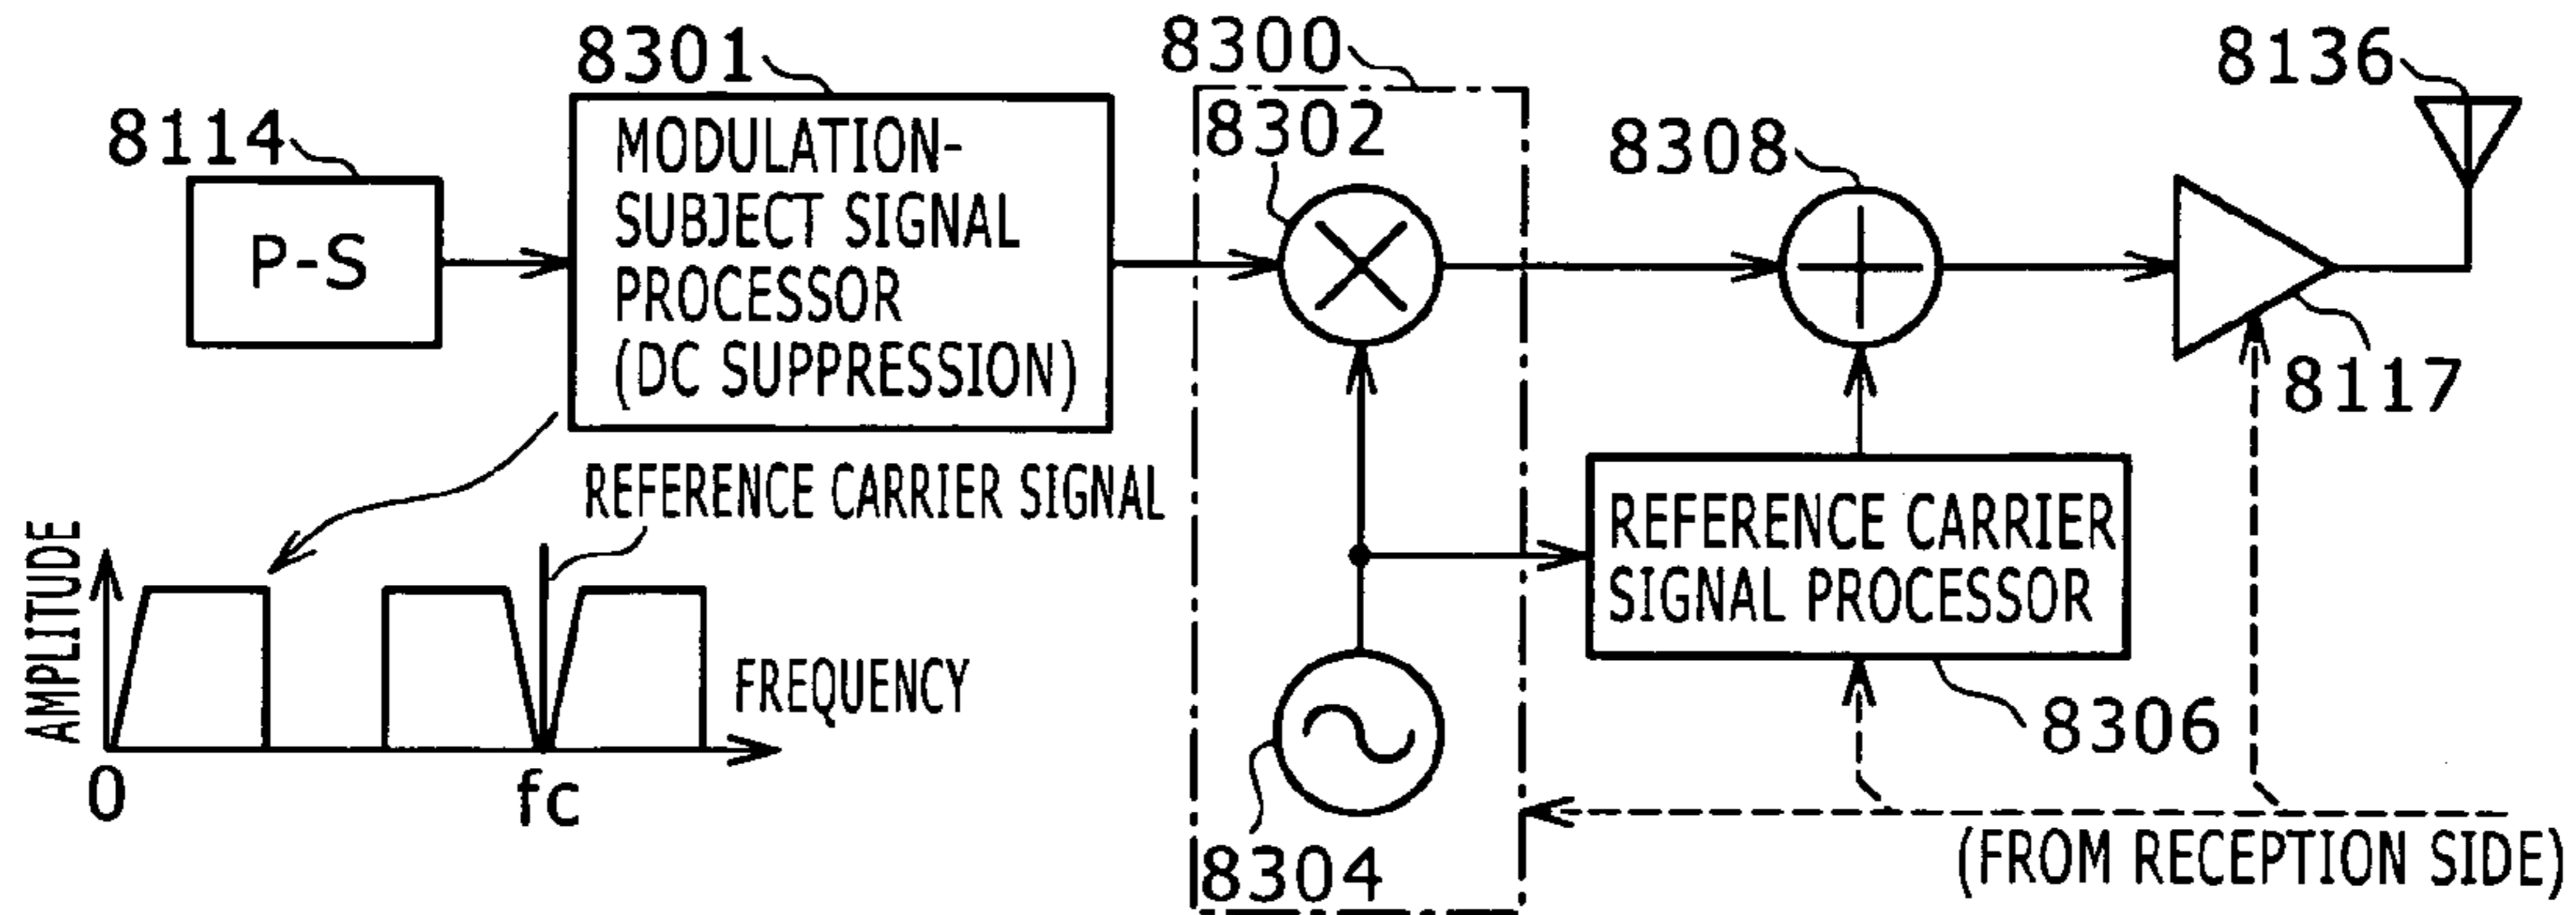 8301
8300
8136
8114
MODULATION-
SUBJECT SIGNAL
PROCESSOR
(DC SUPPRESSION)
8302
8308
P-S
8117
REFERENCE CARRIER SIGNAL
REFERENCE CARRIER
SIGNAL PROCESSOR
AMPLITUDE
FREQUENCY
8306
0
fc
8304
(FROM RECEPTION SIDE)